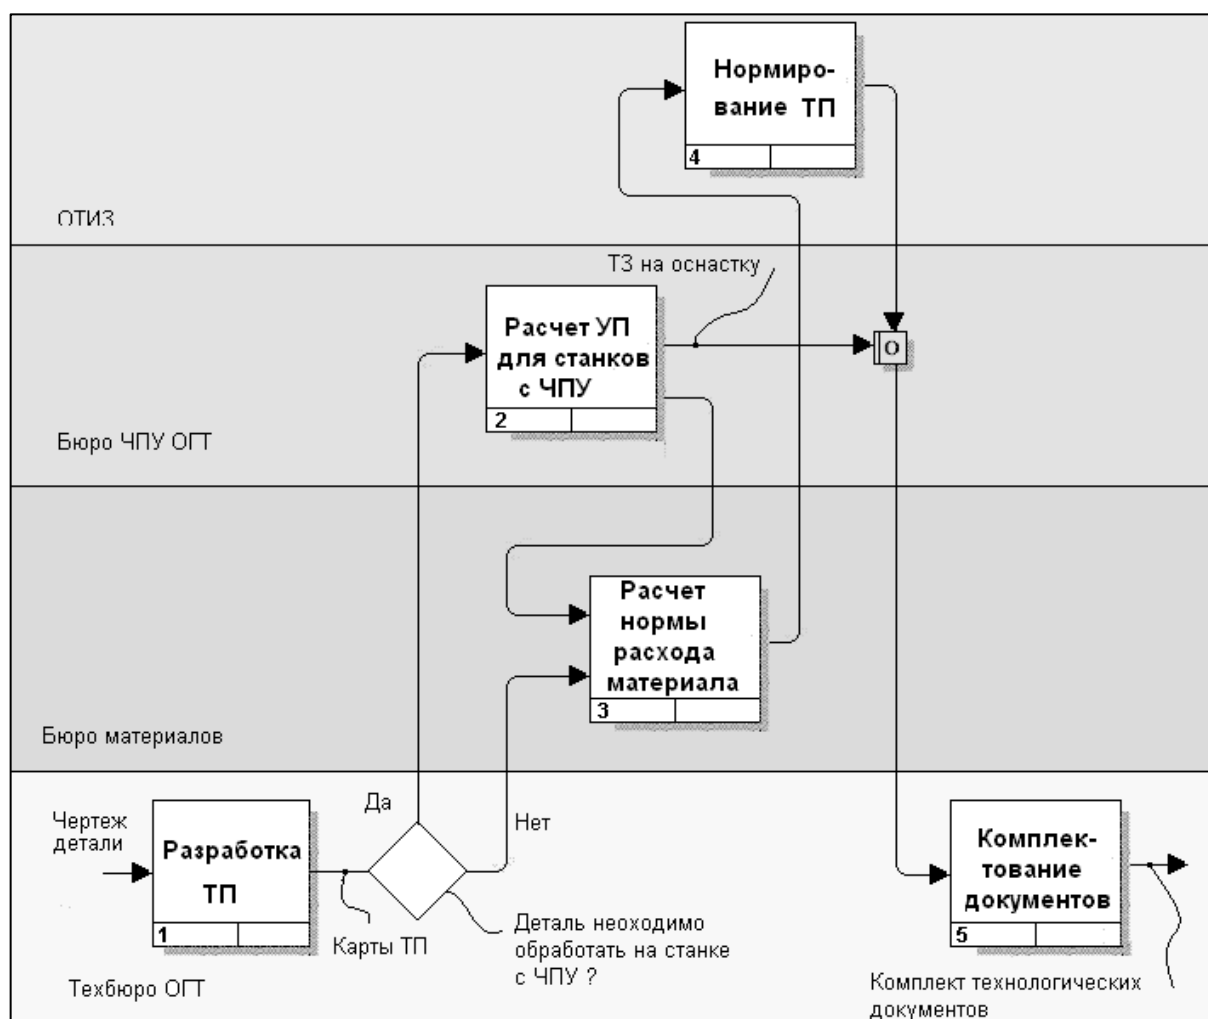 Нормиро-
вание ТП
4
ОТИЗ
ТЗ на оснастку
Расчет УП
для станков
с ЧПУ
2
О
Бюро ЧПУ ОГТ
Расчет
нормы
расхода
материала
3
Бюро материалов
Да
Нет
Чертеж
детали
Разработка
ТП
1
Карты ТП
Деталь неоходимо
обработать на станке
с ЧПУ ?
Комплек-
тование
документов
5
Техбюро ОГТ
Комплект технологических
документов